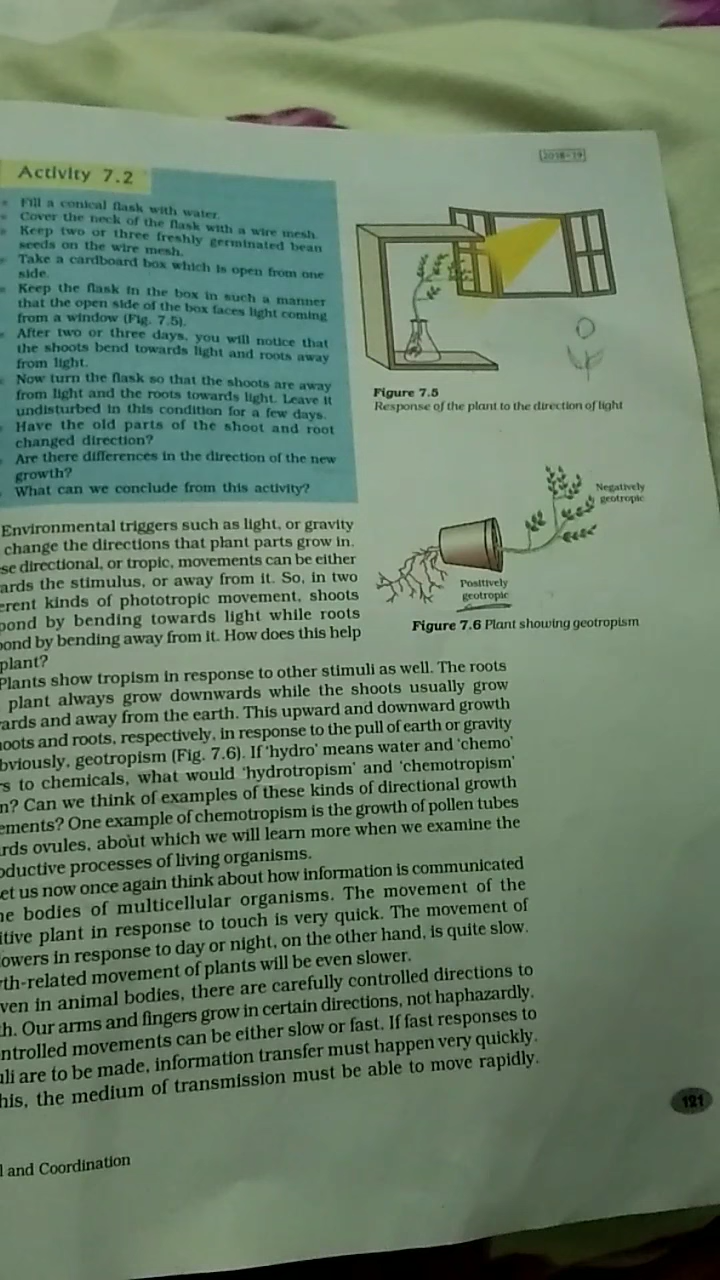 2018-19
Activity 7.2
Fill a conical flask with water.
Cover the neck of the flask with a wire mesh.
Keep two or three freshly germinated bean
seeds on the wire mesh.
Take a cardboard box which is open from one
side.
Keep the flask in the box in such a manner
that the open side of the box faces light coming
from a window (Fig. 7.5).
After two or three days, you will notice that
the shoots bend towards light and roots away
from light.
Now turn the flask so that the shoots are away
from light and the roots towards light. Leave it
undisturbed in this condition for a few days.
Have the old parts of the shoot and root
changed direction?
Are there differences in the direction of the new
growth?
What can we conclude from this activity?
Figure 7.5
Response of the plant to the direction of light
Negatively
geotropic
Positively
geotropic
Figure 7.6 Plant showing geotropism
Environmental triggers such as light, or gravity
change the directions that plant parts grow in.
se directional, or tropic, movements can be either
ards the stimulus, or away from it. So, in two
erent kinds of phototropic movement, shoots
pond by bending towards light while roots
pond by bending away from it. How does this help
plant?
Plants show tropism in response to other stimuli as well. The roots
plant always grow downwards while the shoots usually grow
ards and away from the earth. This upward and downward growth
hoots and roots, respectively, in response to the pull of earth or gravity
bviously, geotropism (Fig. 7.6). If 'hydro' means water and 'chemo'
rs to chemicals, what would 'hydrotropism' and 'chemotropism'
n? Can we think of examples of these kinds of directional growth
ements? One example of chemotropism is the growth of pollen tubes
rds ovules, about which we will learn more when we examine the
oductive processes of living organisms.
et us now once again think about how information is communicated
he bodies of multicellular organisms. The movement of the
itive plant in response to touch is very quick. The movement of
owers in response to day or night, on the other hand, is quite slow.
th-related movement of plants will be even slower.
ven in animal bodies, there are carefully controlled directions to
h. Our arms and fingers grow in certain directions, not haphazardly.
ntrolled movements can be either slow or fast. If fast responses to
uli are to be made, information transfer must happen very quickly.
his, the medium of transmission must be able to move rapidly.
l and Coordination
121